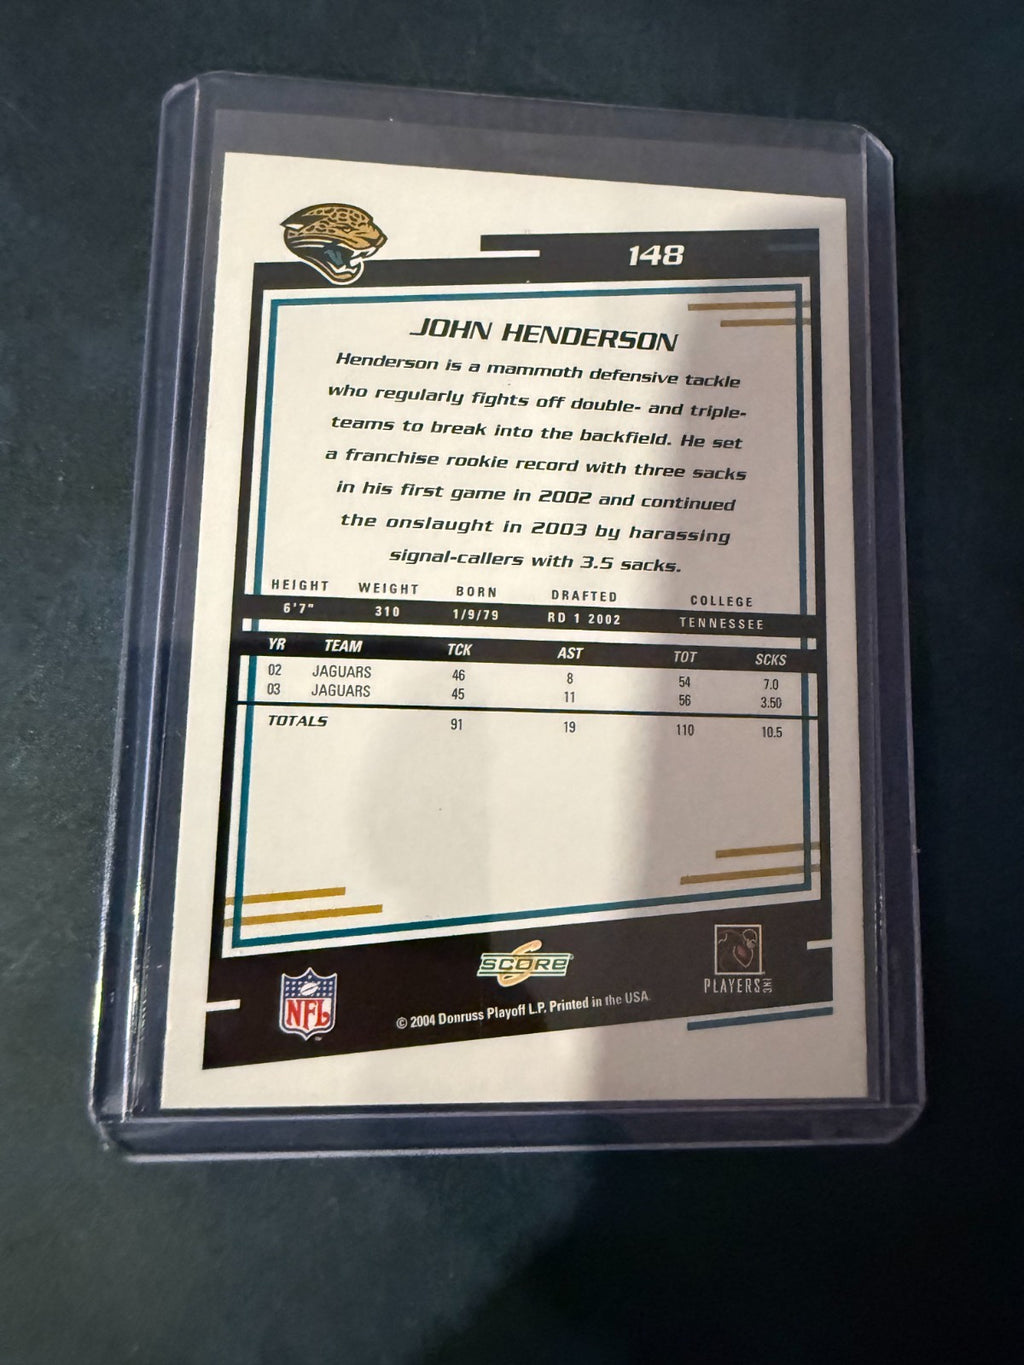 148
JOHN HENDERSON
Henderson is a mammoth defensive tackle
who regularly fights off double- and triple-
teams to break into the backfield. He set
a franchise rookie record with three sacks
in his first game in 2002 and continued
the onslaught in 2003 by harassing
signal-callers with 3.5 sacks.
HEIGHT WEIGHT BORN DRAFTED COLLEGE
6'7" 310 1/9/79 RD 1 2002 TENNESSEE
YR TEAM TCK AST TOT SCKS
02 JAGUARS 46 8 54 7.0
03 JAGUARS 45 11 56 3.50
TOTALS 91 19 110 10.5
NFL
SCORE
PLAYERS INC
© 2004 Donruss Playoff L.P. Printed in the USA.